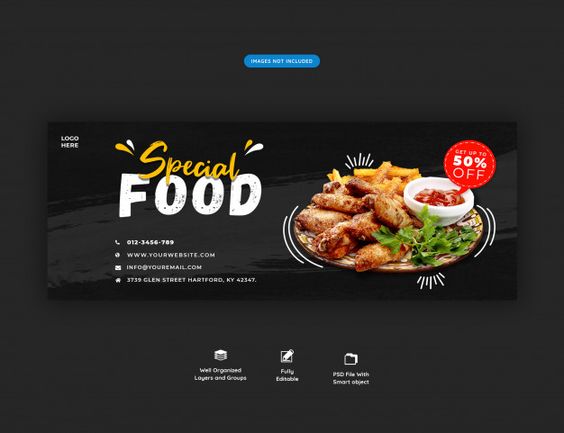 IMAGES NOT INCLUDED
LOGO
HERE
Special
FOOD
GET UP TO
50%
OFF
012-3456-789
WWW.YOURWEBSITE.COM
INFO@YOUREMAIL.COM
3739 GLEN STREET HARTFORD, KY 42347.
Well Organized
Layers and Groups
Fully
Editable
PSD File With
Smart object